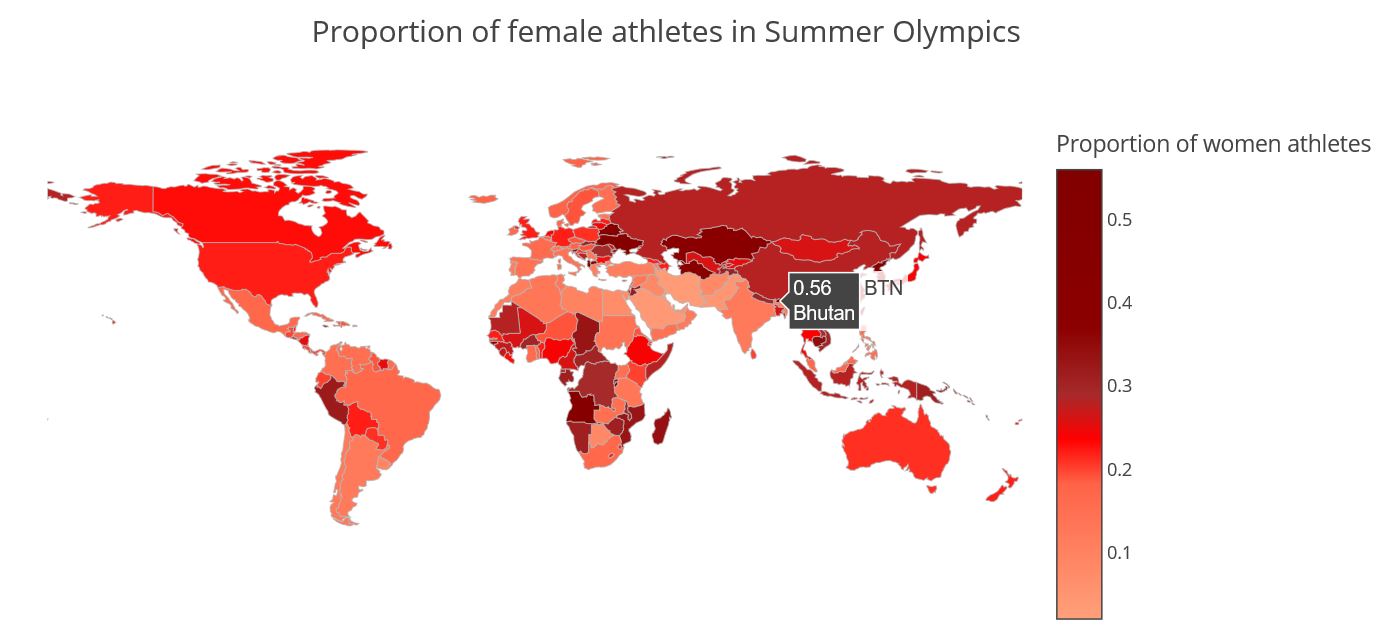 Proportion of female athletes in Summer Olympics
Proportion of women athletes
0.5
0.4
0.3
0.2
0.1
0.56
Bhutan
BTN